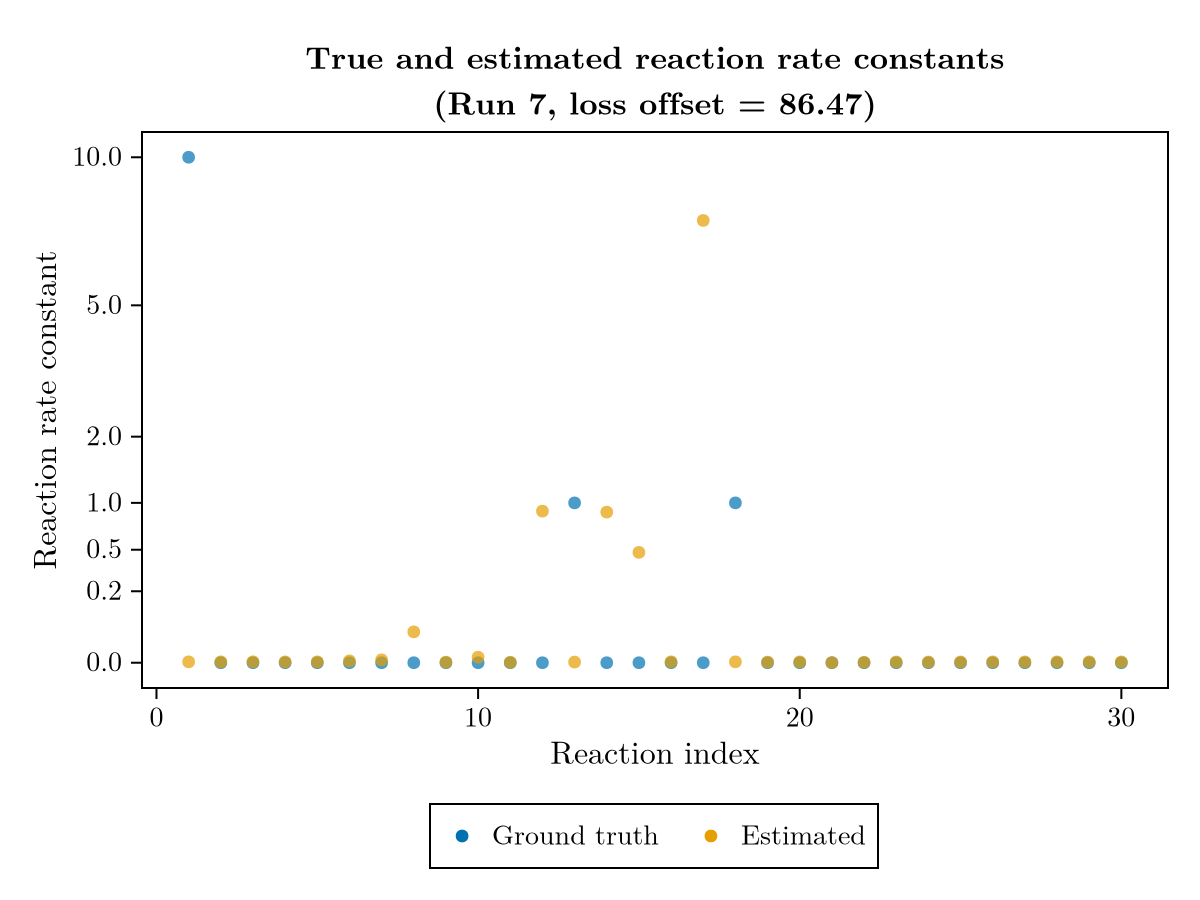 True and estimated reaction rate constants
(Run 7, loss offset = 86.47)
Reaction rate constant
10.0
5.0
2.0
1.0
0.5
0.2
0.0
0 10 20 30
Reaction index
Ground truth Estimated